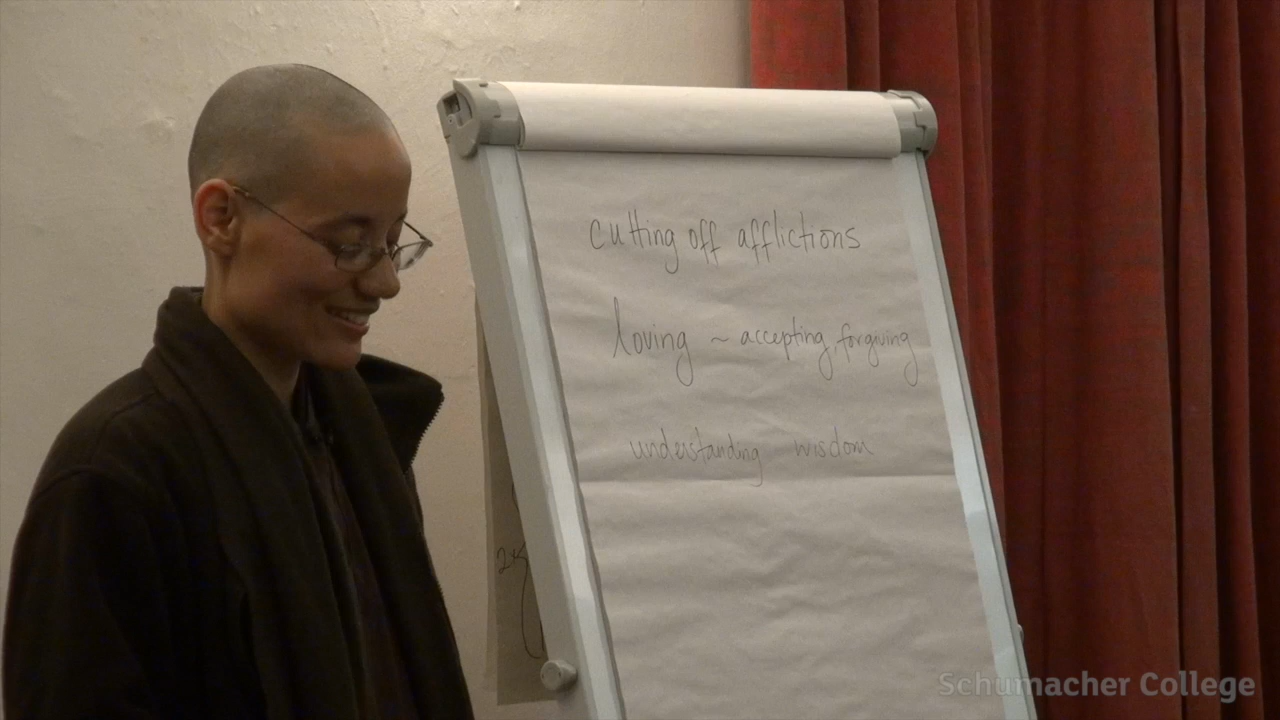 cutting off afflictions
loving ~ accepting, forgiving
understanding wisdom
Schumacher College